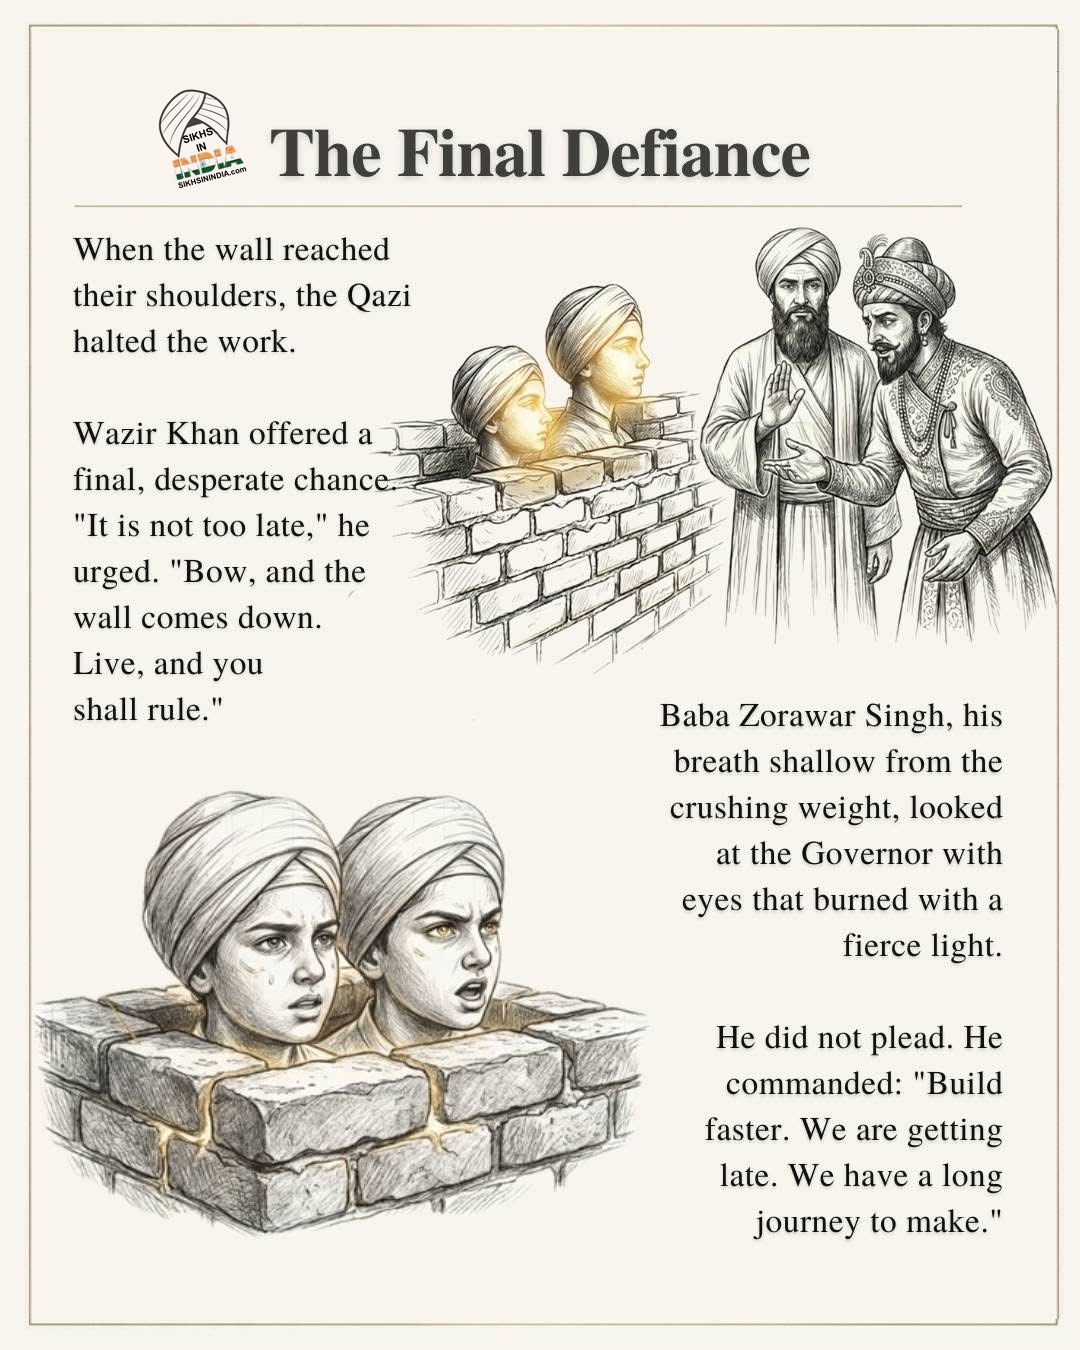 SIKHS
IN
INDIA
SIKHSININDIA.com
The Final Defiance
When the wall reached
their shoulders, the Qazi
halted the work.
Wazir Khan offered a
final, desperate chance.
"It is not too late," he
urged. "Bow, and the
wall comes down.
Live, and you
shall rule."
Baba Zorawar Singh, his
breath shallow from the
crushing weight, looked
at the Governor with
eyes that burned with a
fierce light.
He did not plead. He
commanded: "Build
faster. We are getting
late. We have a long
journey to make."